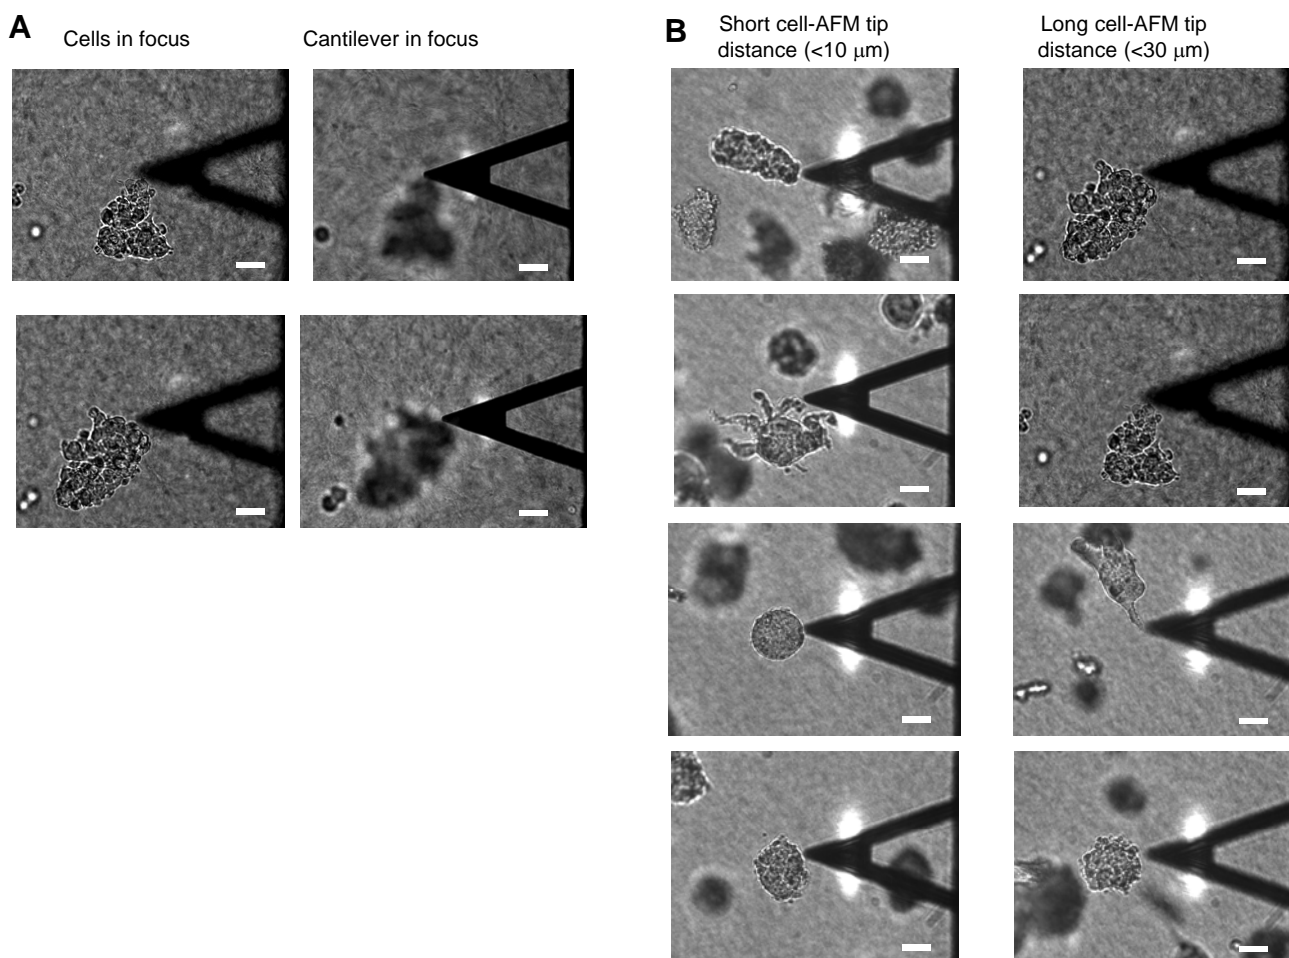 A
Cells in focus
Cantilever in focus
B
Short cell-AFM tip
distance (<10 μm)
Long cell-AFM tip
distance (<30 μm)